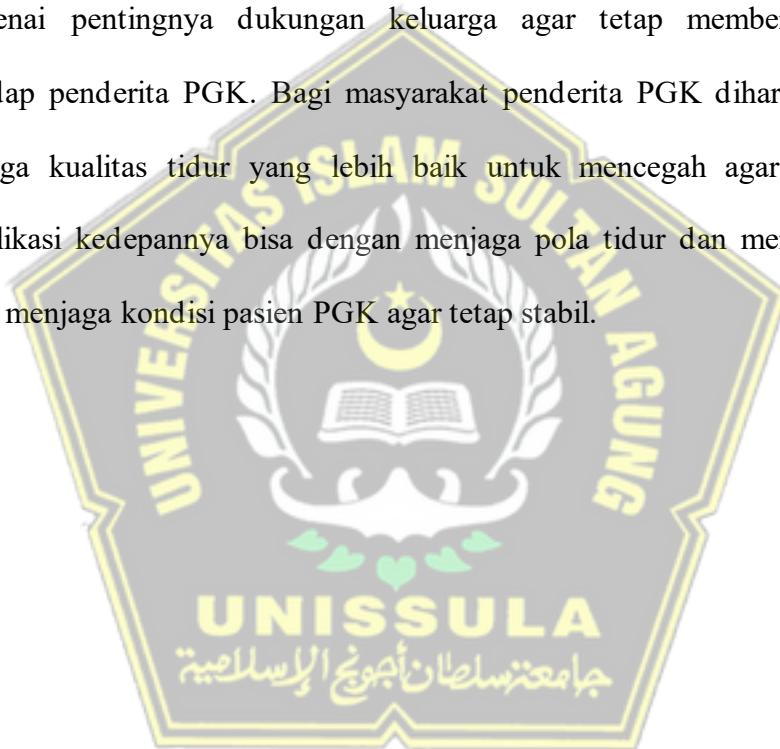 enai pentingnya dukungan keluarga agar tetap membe
dap penderita PGK. Bagi masyarakat penderita PGK dihar
ga kualitas tidur yang lebih baik untuk mencegah agar
likasi kedepannya bisa dengan menjaga pola tidur dan me
menjaga kondisi pasien PGK agar tetap stabil.
UNIVERSITAS ISLAM SULTAN AGUNG
UNISSULA
جامعة سلطان أجونج الإسلامية